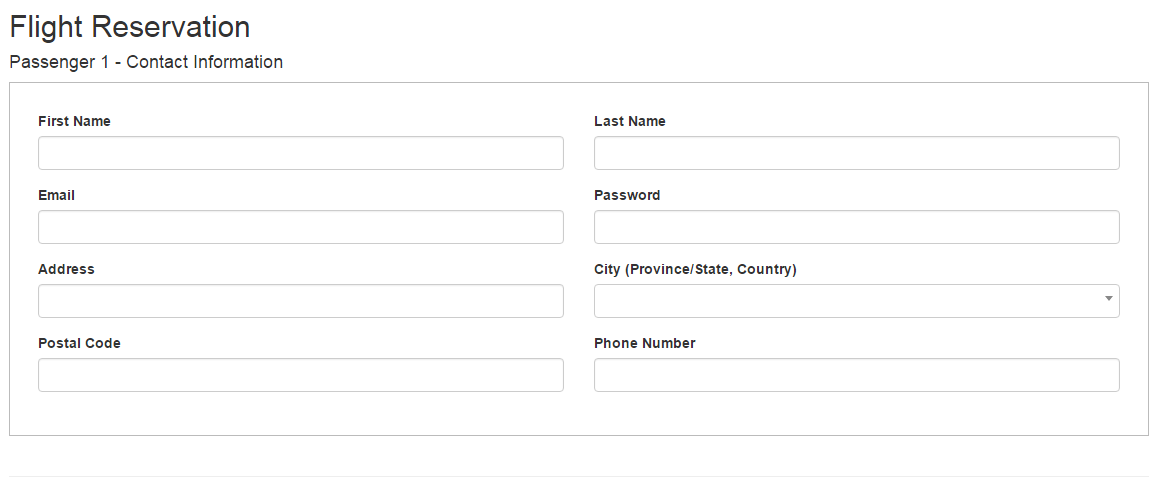 Flight Reservation
Passenger 1 - Contact Information
First Name
Last Name
Email
Password
Address
City (Province/State, Country)
Postal Code
Phone Number